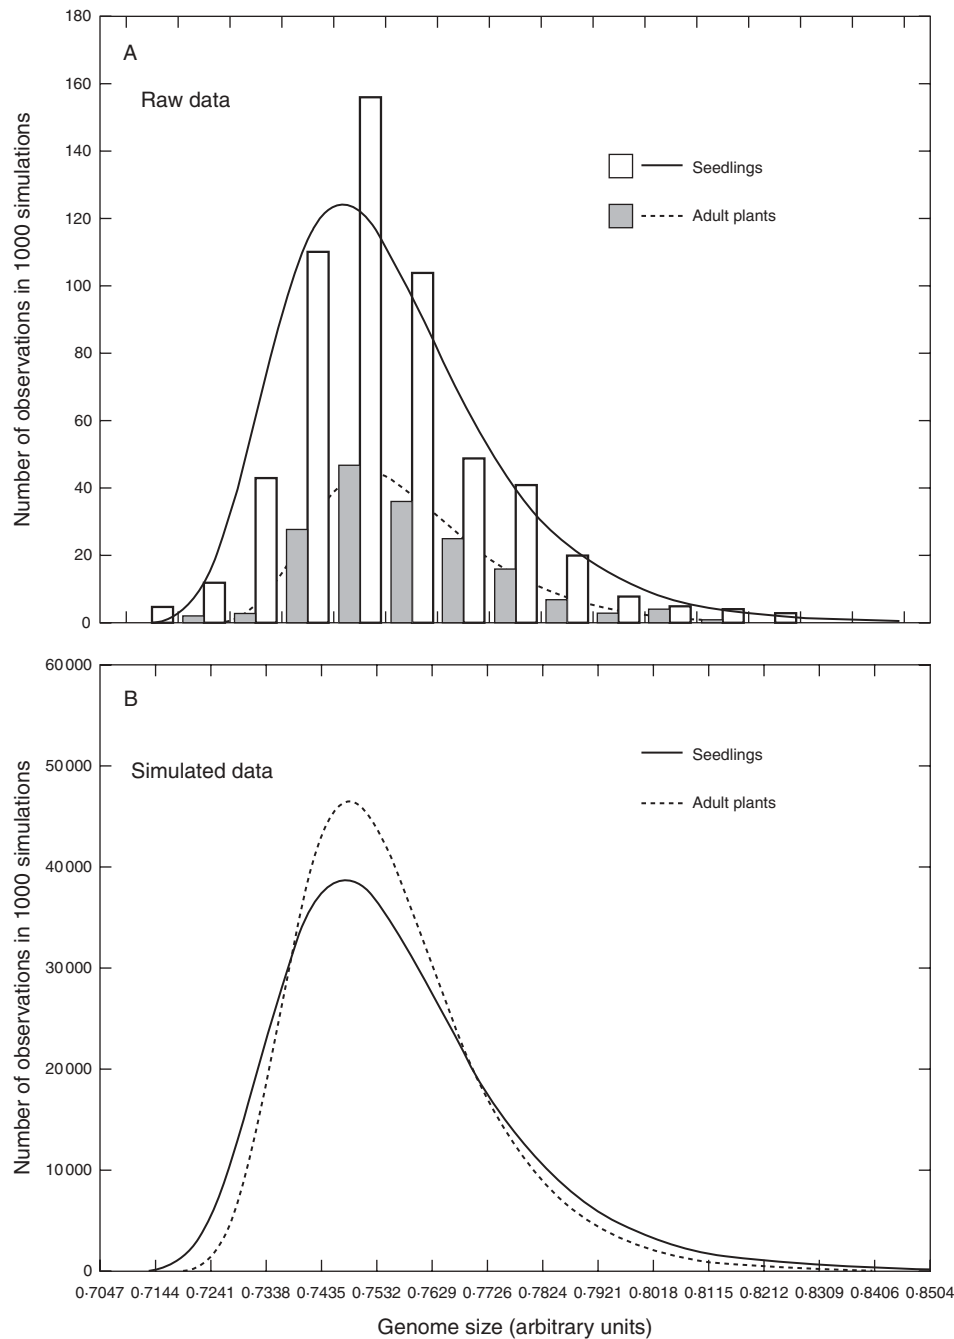 180
A
160
Raw data
140
Seedlings
120
Adult plants
100
80
60
40
20
0
Number of observations in 1000 simulations
60 000
B
50 000
Simulated data
Seedlings
Adult plants
40 000
30 000
20 000
10 000
0
Number of observations in 1000 simulations
0·7047 0·7144 0·7241 0·7338 0·7435 0·7532 0·7629 0·7726 0·7824 0·7921 0·8018 0·8115 0·8212 0·8309 0·8406 0·8504
Genome size (arbitrary units)